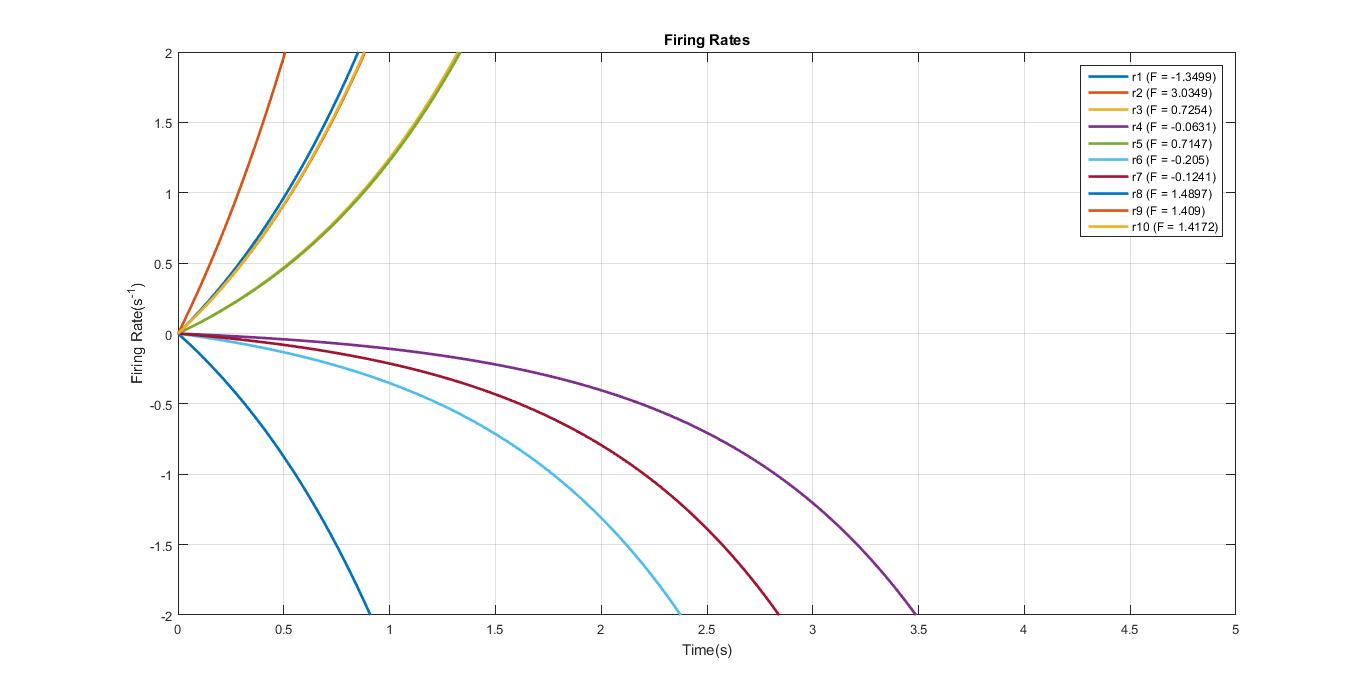 Firing Rates
2
1.5
1
0.5
0
-0.5
-1
-1.5
-2
Firing Rate(s⁻¹)
r1 (F = -1.3499)
r2 (F = 3.0349)
r3 (F = 0.7254)
r4 (F = -0.0631)
r5 (F = 0.7147)
r6 (F = -0.205)
r7 (F = -0.1241)
r8 (F = 1.4897)
r9 (F = 1.409)
r10 (F = 1.4172)
0 0.5 1 1.5 2 2.5 3 3.5 4 4.5 5
Time(s)